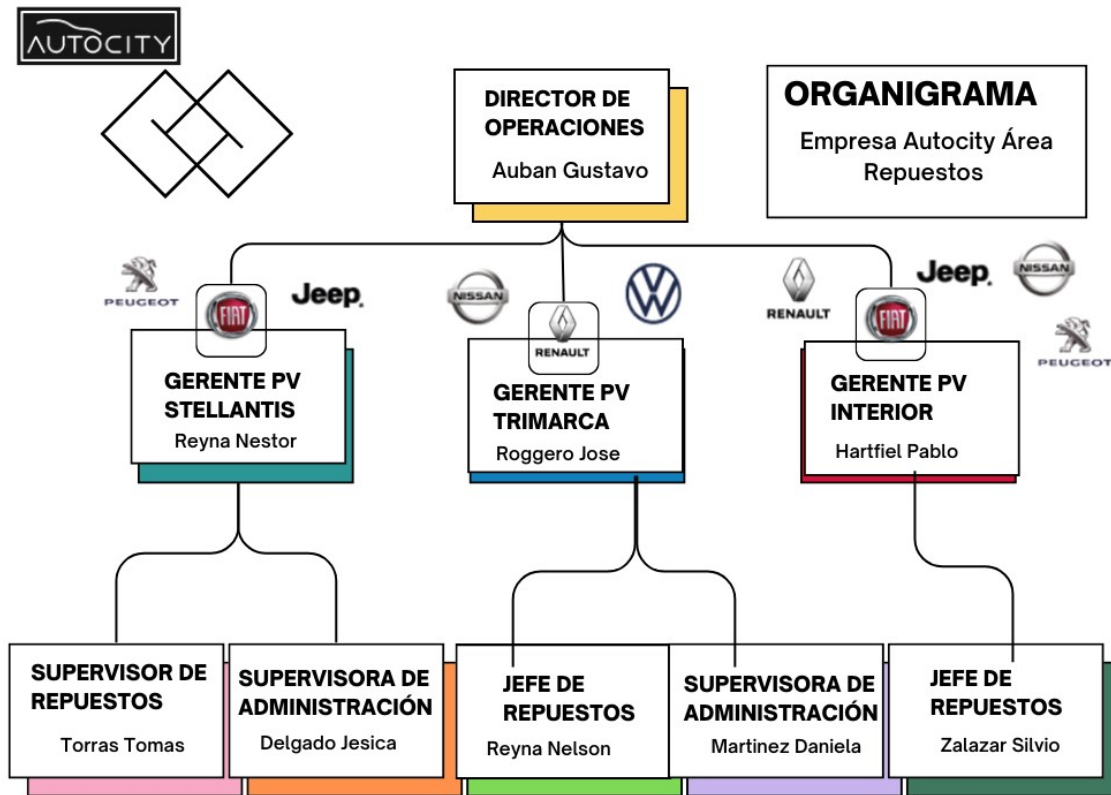 AUTOCITY
DIRECTOR DE
OPERACIONES
Auban Gustavo
ORGANIGRAMA
Empresa Autocity Área
Repuestos
PEUGEOT
FIAT
Jeep
NISSAN
RENAULT
RENAULT
FIAT
Jeep
NISSAN
PEUGEOT
GERENTE PV
STELLANTIS
Reyna Nestor
GERENTE PV
TRIMARCA
Roggero Jose
GERENTE PV
INTERIOR
Hartfiel Pablo
SUPERVISOR DE
REPUESTOS
Torras Tomas
SUPERVISORA DE
ADMINISTRACIÓN
Delgado Jesica
JEFE DE
REPUESTOS
Reyna Nelson
SUPERVISORA DE
ADMINISTRACIÓN
Martinez Daniela
JEFE DE
REPUESTOS
Zalazar Silvio